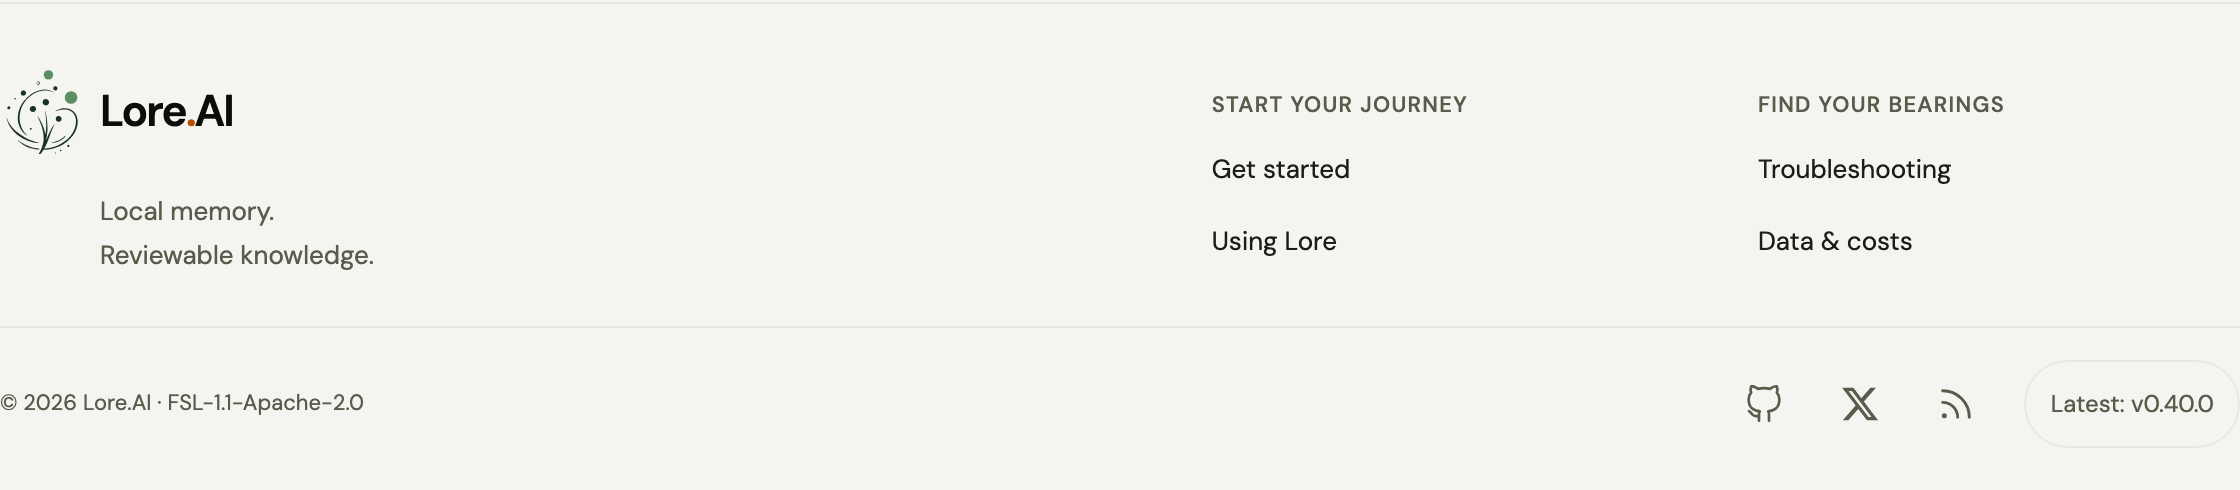 Lore.AI
Local memory.
Reviewable knowledge.
START YOUR JOURNEY
Get started
Using Lore
FIND YOUR BEARINGS
Troubleshooting
Data & costs
© 2026 Lore.AI · FSL-1.1-Apache-2.0
Latest: v0.40.0